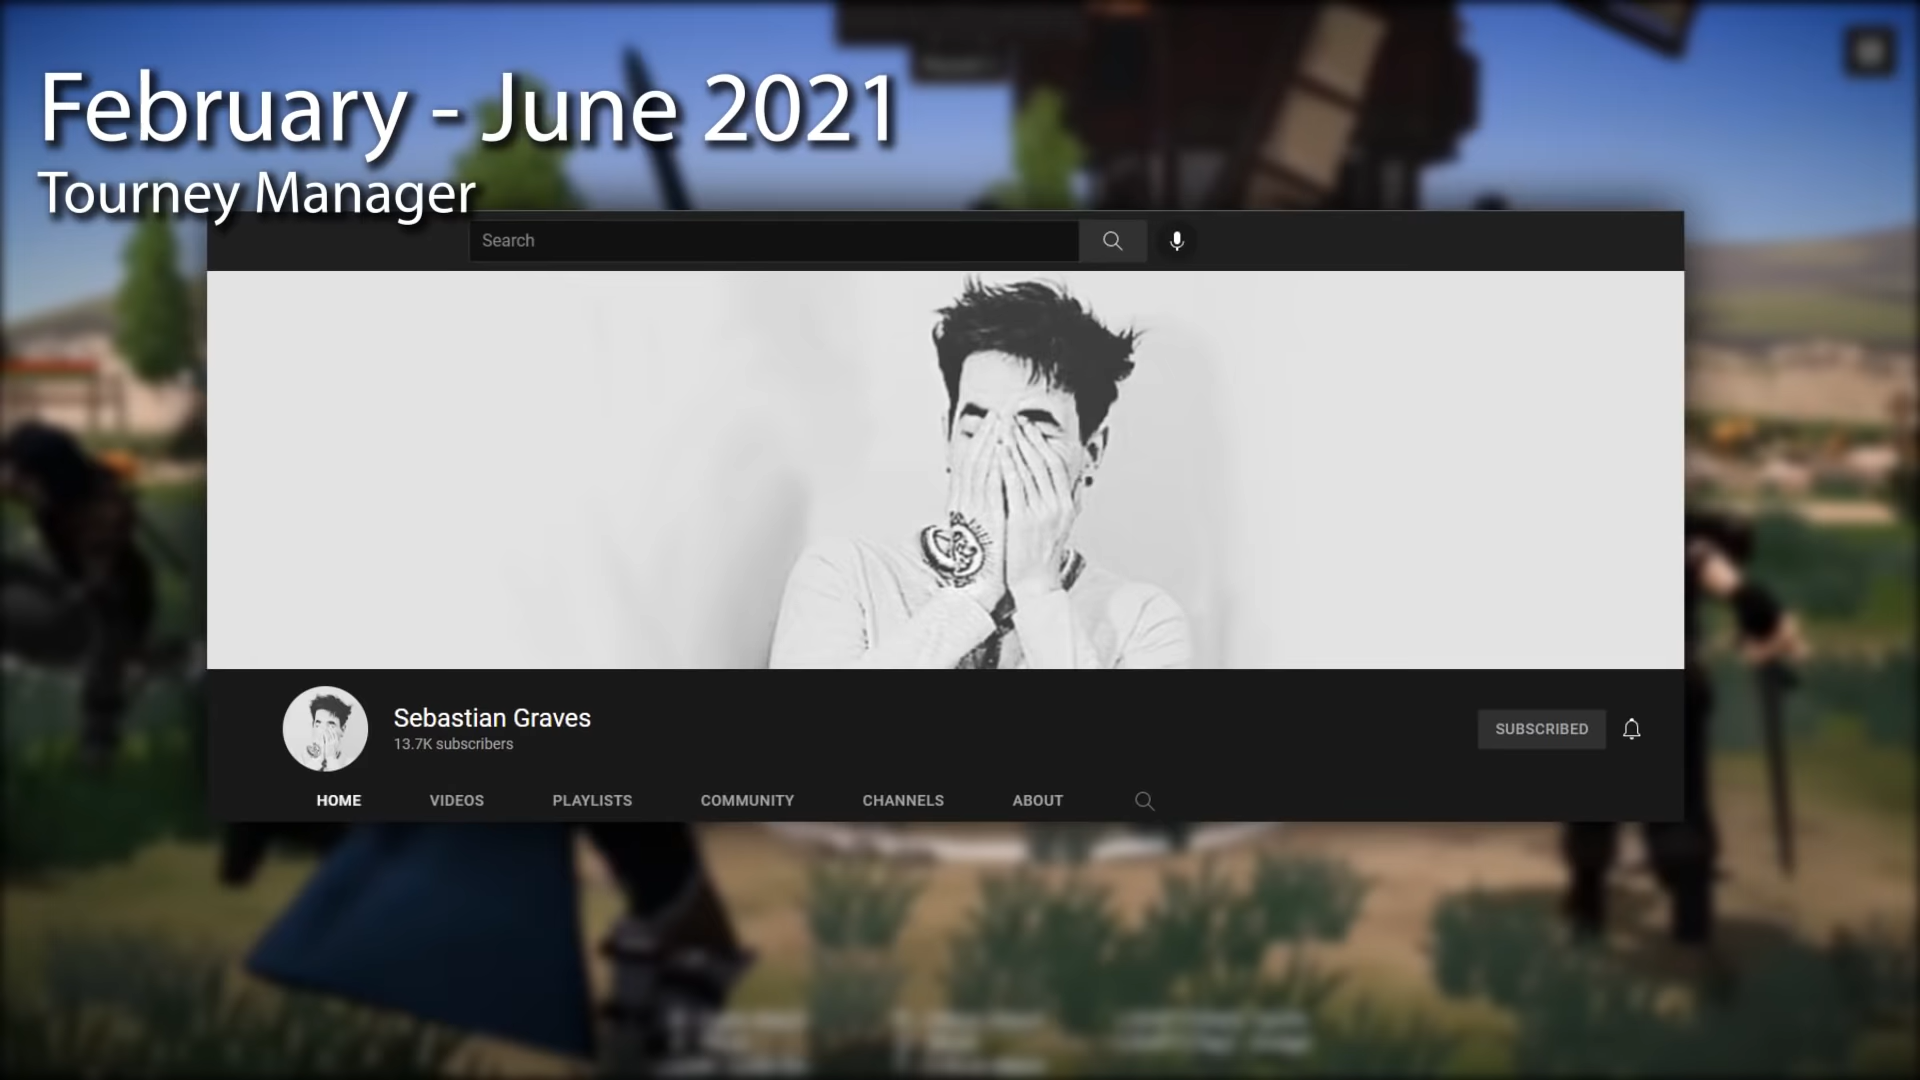 February - June 2021
Tourney Manager
Search
Sebastian Graves
13.7K subscribers
SUBSCRIBED
HOME VIDEOS PLAYLISTS COMMUNITY CHANNELS ABOUT